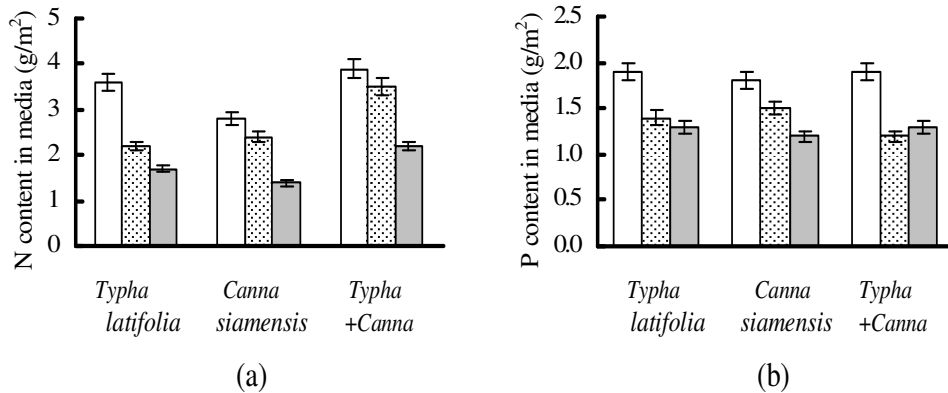 N content in media (g/m²)
5
4
3
2
1
0
Typha
latifolia
Canna
siamensis
Typha
+Canna
(a)
P content in media (g/m²)
2.5
2.0
1.5
1.0
0.5
0.0
Typha
latifolia
Canna
siamensis
Typha
+Canna
(b)